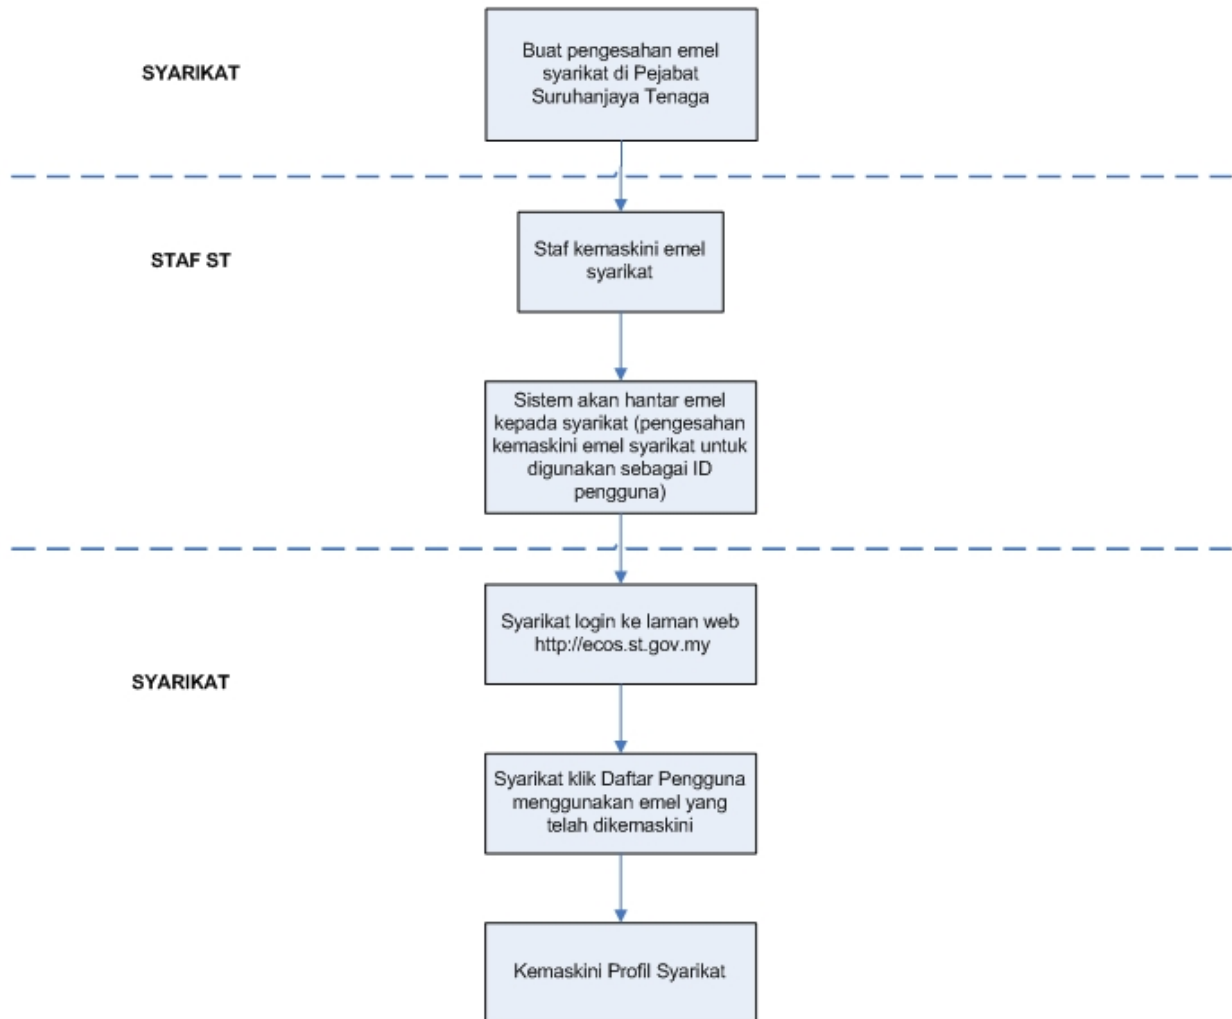 SYARIKAT
Buat pengesahan emel
syarikat di Pejabat
Suruhanjaya Tenaga
STAF ST
Staf kemaskini emel
syarikat
Sistem akan hantar emel
kepada syarikat (pengesahan
kemaskini emel syarikat untuk
digunakan sebagai ID
pengguna)
SYARIKAT
Syarikat login ke laman web
http://ecos.st.gov.my
Syarikat klik Daftar Pengguna
menggunakan emel yang
telah dikemaskini
Kemaskini Profil Syarikat